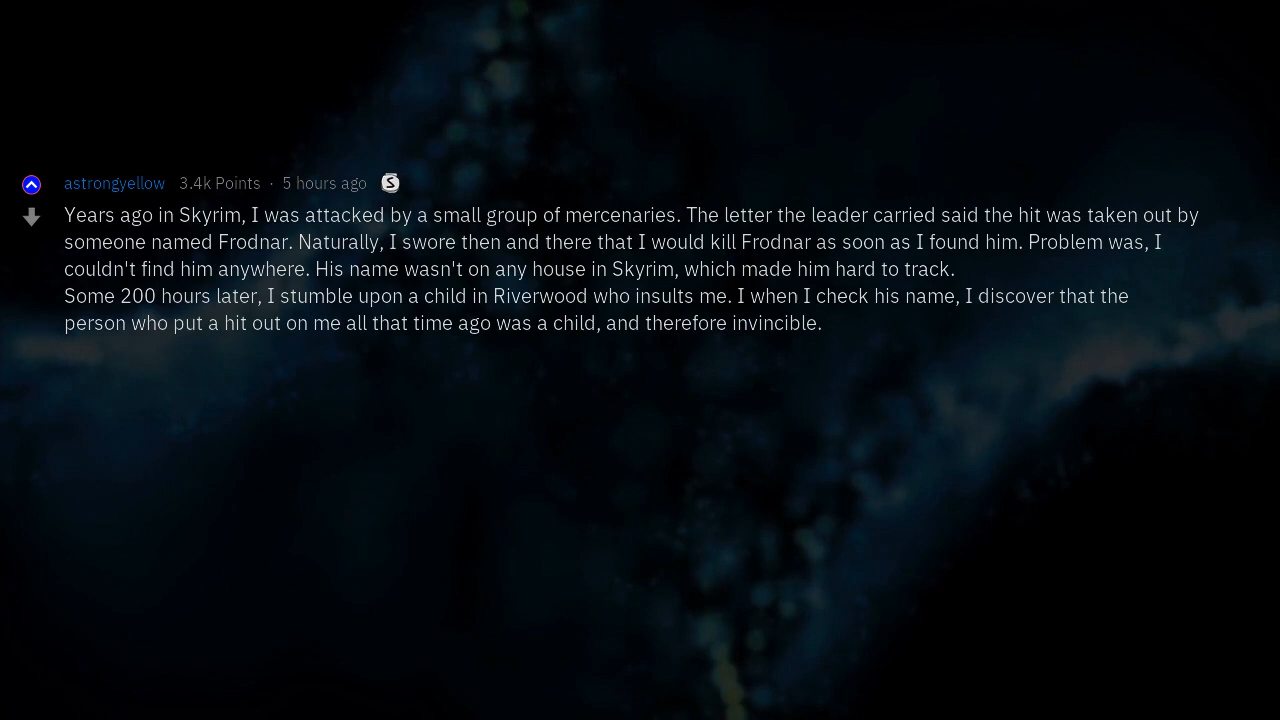 astrongyellow 3.4k Points · 5 hours ago S
Years ago in Skyrim, I was attacked by a small group of mercenaries. The letter the leader carried said the hit was taken out by
someone named Frodnar. Naturally, I swore then and there that I would kill Frodnar as soon as I found him. Problem was, I
couldn't find him anywhere. His name wasn't on any house in Skyrim, which made him hard to track.
Some 200 hours later, I stumble upon a child in Riverwood who insults me. I when I check his name, I discover that the
person who put a hit out on me all that time ago was a child, and therefore invincible.